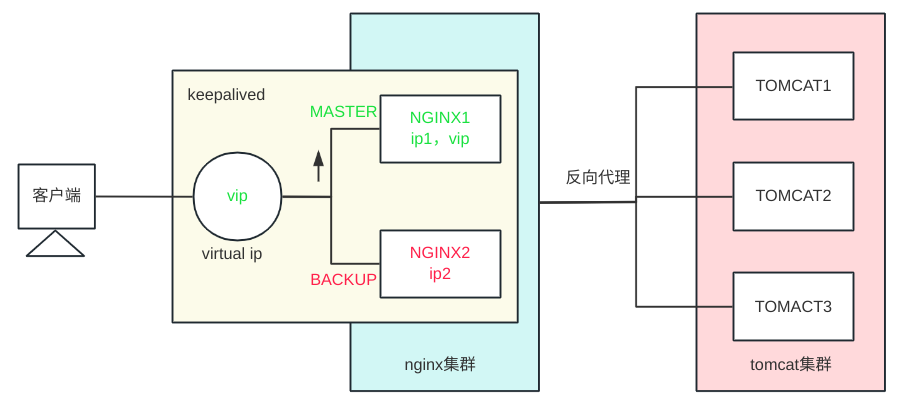 keepalived
MASTER
NGINX1
ip1，vip
TOMCAT1
客户端
vip
virtual ip
反向代理
TOMCAT2
BACKUP
NGINX2
ip2
TOMACT3
nginx集群
tomcat集群